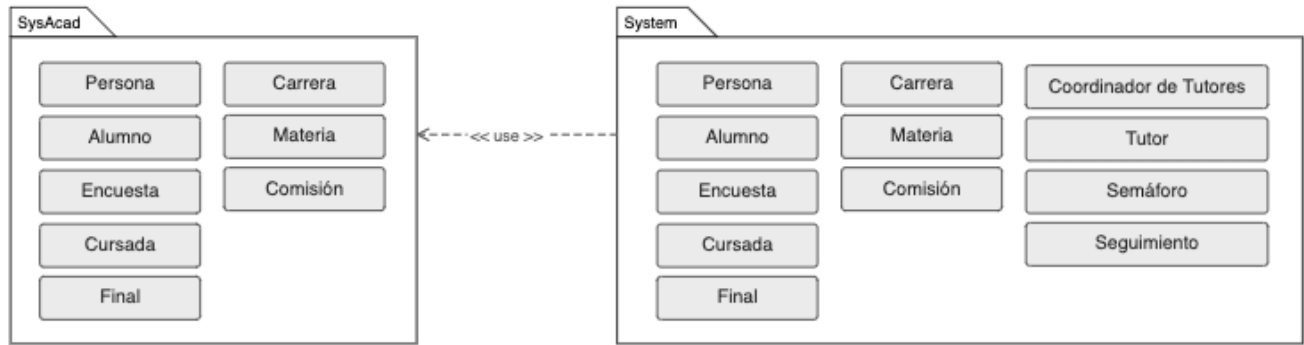 SysAcad
Persona
Alumno
Encuesta
Cursada
Final
Carrera
Materia
Comisión
<< use >>
System
Persona
Alumno
Encuesta
Cursada
Final
Carrera
Materia
Comisión
Coordinador de Tutores
Tutor
Semáforo
Seguimiento